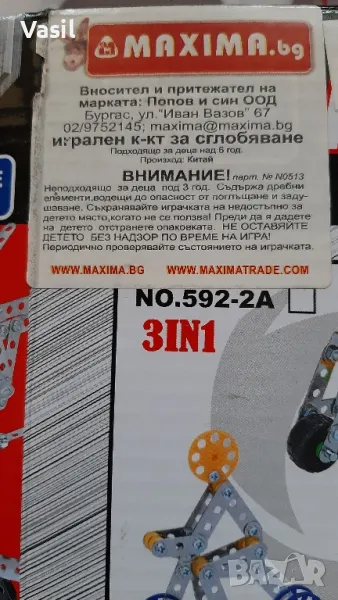 Vasil
MAXIMA.bg
Вносител и притежател на
марката: Попов и син ООД
Бургас, ул."Иван Вазов" 67
02/9752145; maxima@maxima.bg
игрален к-кт за сглобяване
Подходящо за деца над 6 год.
Произход: Китай
ВНИМАНИЕ! парт. № N0513
Неподходящо за деца под 3 год. Съдържа дребни
елементи,водещи до опасност от поглъщане и заду-
шаване. Съхранявайте играчката на недостъпно за
детето място,когато не се ползва! Преди да я дадете
на детето отстранете опаковката. НЕ ОСТАВЯЙТЕ
ДЕТЕТО БЕЗ НАДЗОР ПО ВРЕМЕ НА ИГРА!
Периодично проверявайте състоянието на играчката.
WWW.MAXIMA.BG WWW.MAXIMATRADE.COM
NO.592-2A
3IN1
BAZAR